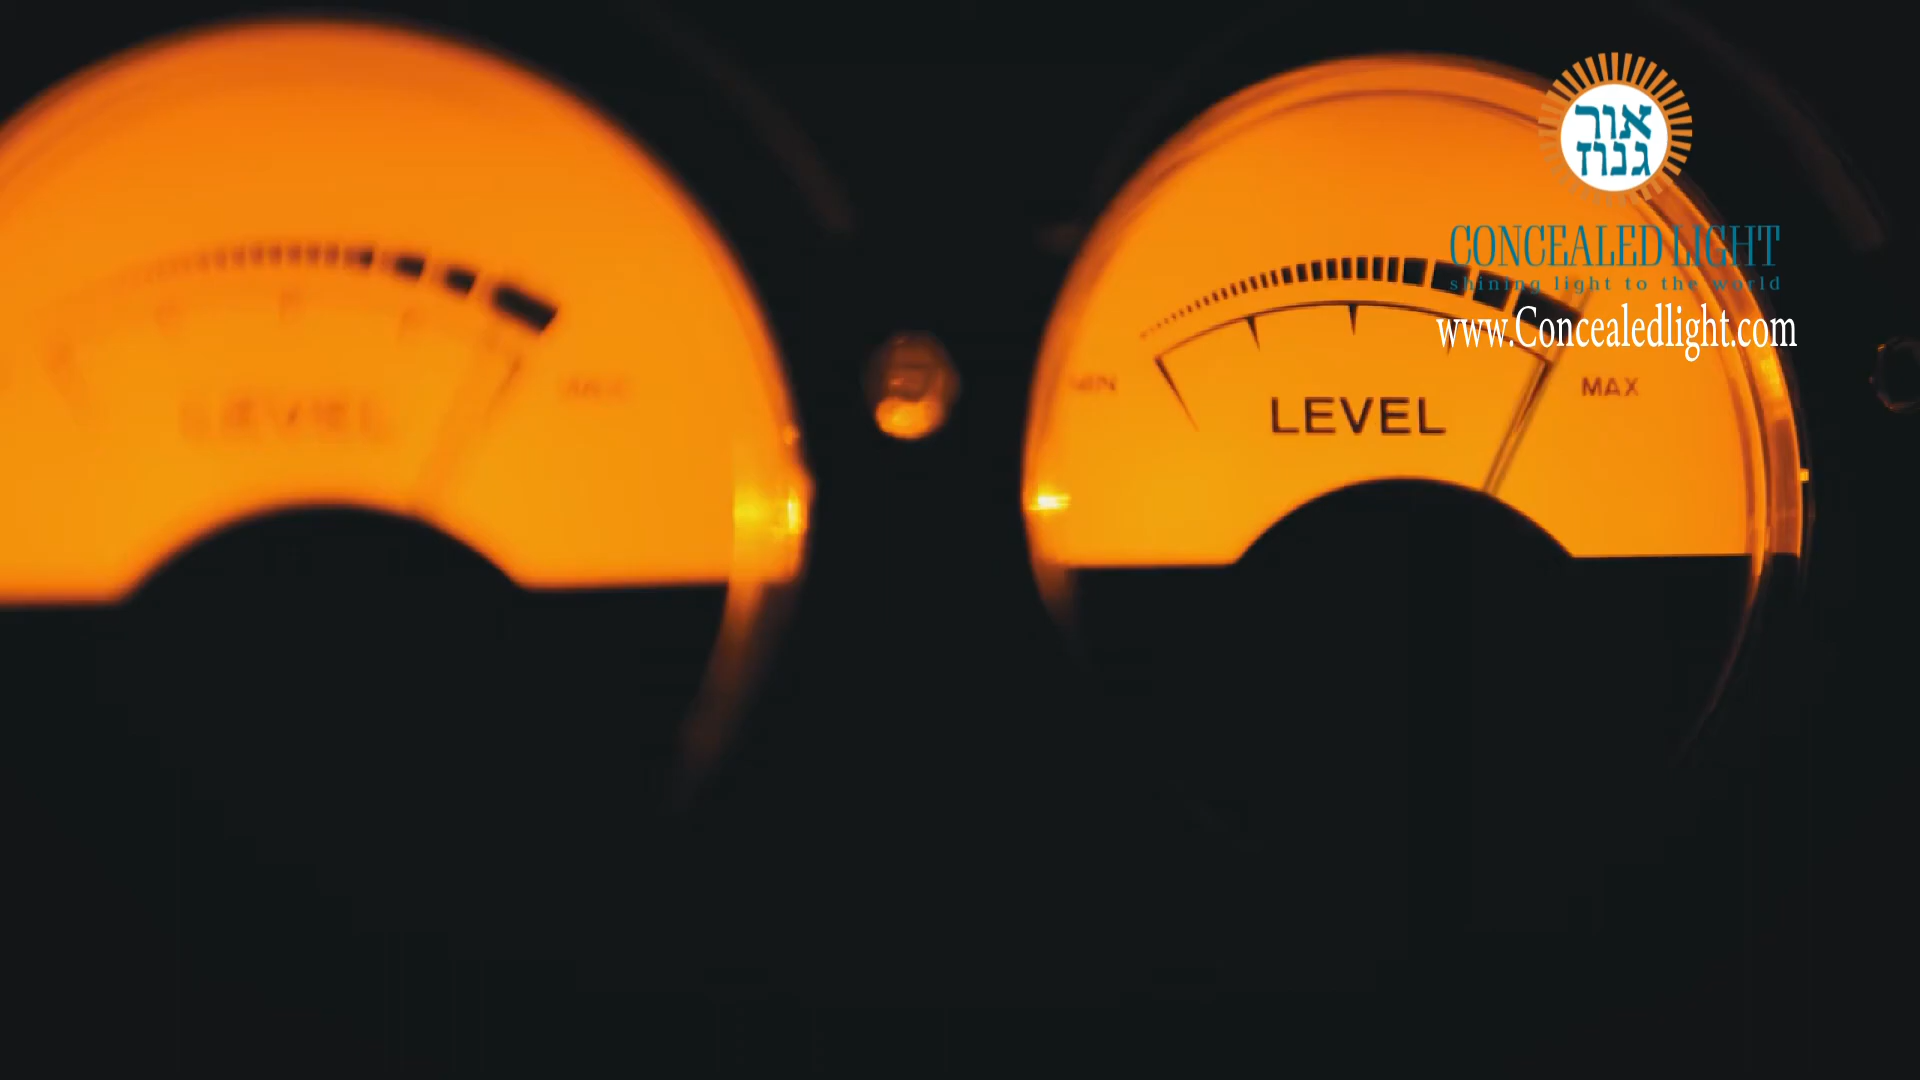 אור
גנוז
CONCEALED LIGHT
shining light to the world
www.Concealedlight.com
MIN
MAX
LEVEL
LEVEL